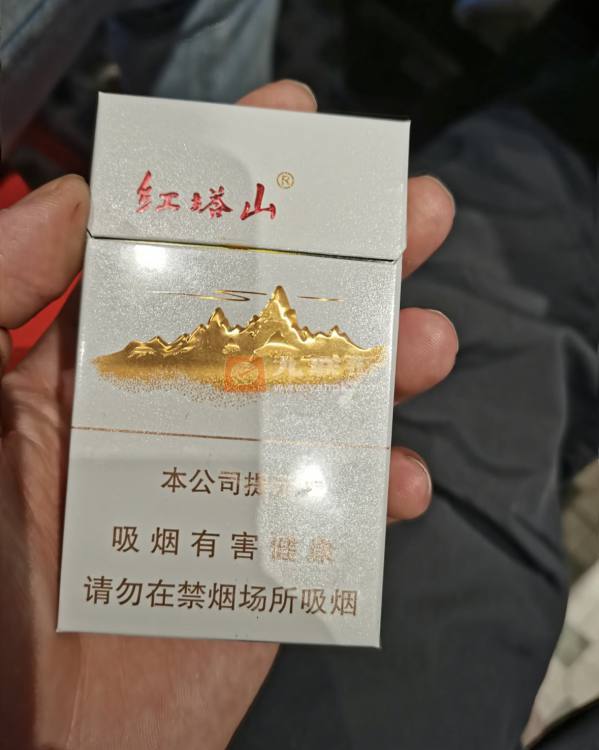 红塔山®
本公司提示
吸烟有害健康
请勿在禁烟场所吸烟